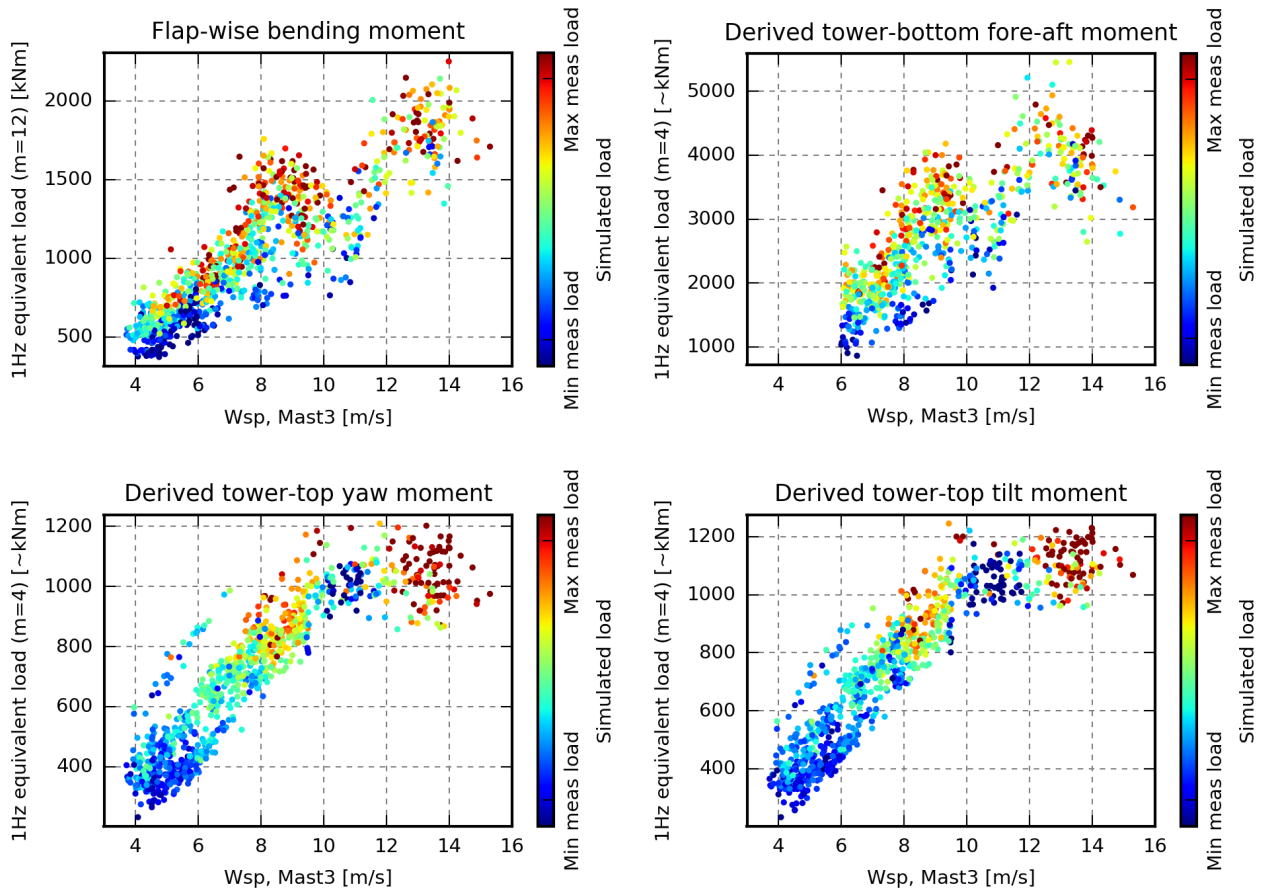 Flap-wise bending moment
1Hz equivalent load (m=12) [kNm]
2000
1500
1000
500
4 6 8 10 12 14 16
Wsp, Mast3 [m/s]
Max meas load
Min meas load
Simulated load
Derived tower-bottom fore-aft moment
1Hz equivalent load (m=4) [~kNm]
5000
4000
3000
2000
1000
4 6 8 10 12 14 16
Wsp, Mast3 [m/s]
Max meas load
Min meas load
Simulated load
Derived tower-top yaw moment
1Hz equivalent load (m=4) [~kNm]
1200
1000
800
600
400
4 6 8 10 12 14 16
Wsp, Mast3 [m/s]
Max meas load
Min meas load
Simulated load
Derived tower-top tilt moment
1Hz equivalent load (m=4) [~kNm]
1200
1000
800
600
400
4 6 8 10 12 14 16
Wsp, Mast3 [m/s]
Max meas load
Min meas load
Simulated load